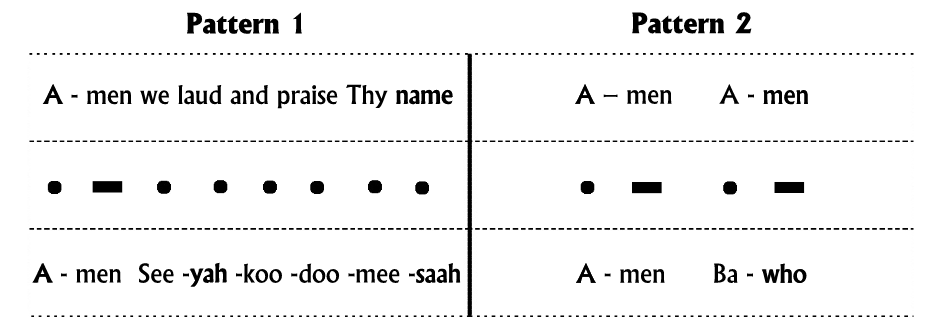 Pattern 1
Pattern 2
A - men we laud and praise Thy name
A – men A - men
A - men See -yah -koo -doo -mee -saah
A - men Ba - who